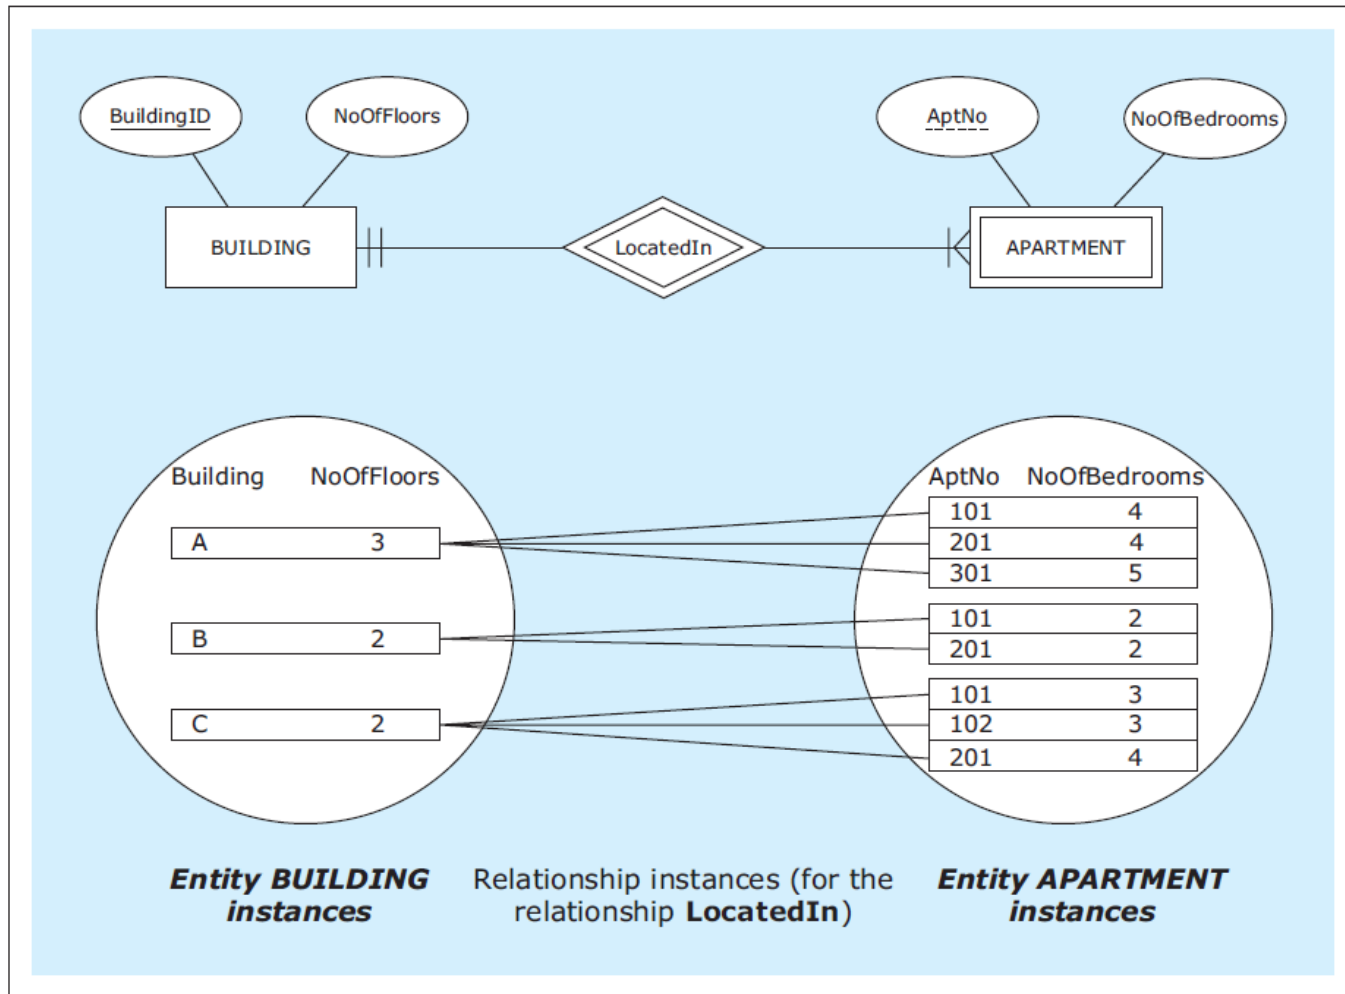 BuildingID NoOfFloors AptNo NoOfBedrooms
BUILDING LocatedIn APARTMENT
Building NoOfFloors AptNo NoOfBedrooms
101 4
A 3 201 4
301 5
101 2
B 2 201 2
101 3
C 2 102 3
201 4
Entity BUILDING
instances
Relationship instances (for the
relationship LocatedIn)
Entity APARTMENT
instances